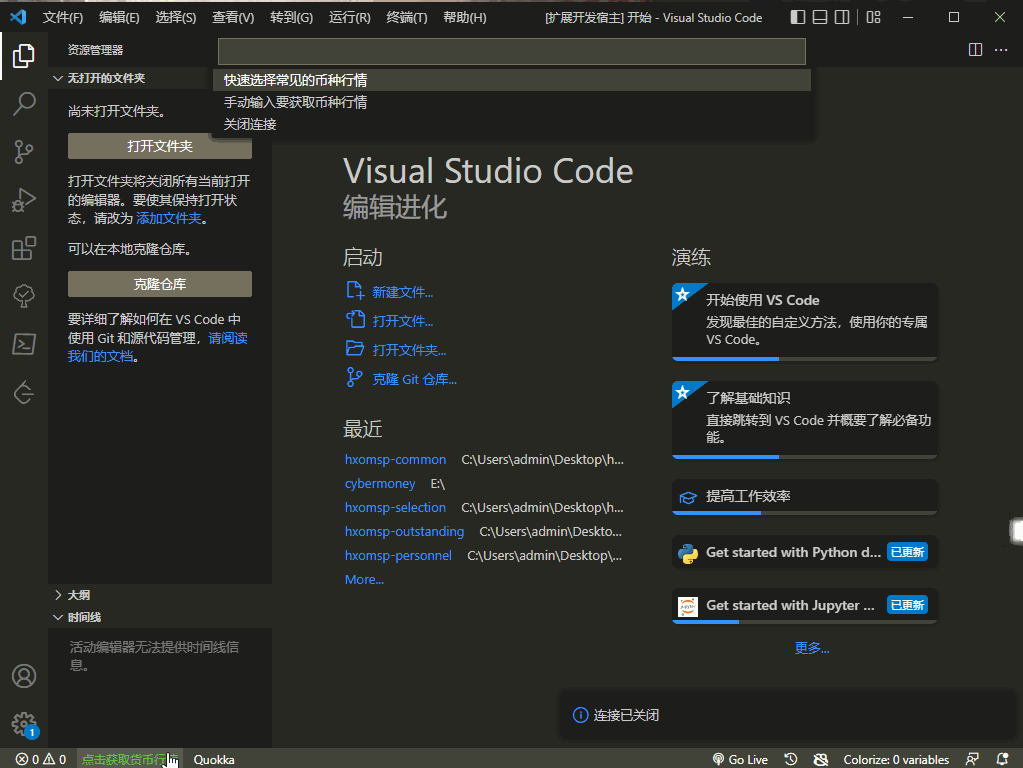 文件(F) 编辑(E) 选择(S) 查看(V) 转到(G) 运行(R) 终端(T) 帮助(H) [扩展开发宿主] 开始 - Visual Studio Code
资源管理器
无打开的文件夹
尚未打开文件夹。
打开文件夹
打开文件夹将关闭所有当前打开
的编辑器。要使其保持打开状
态，请改为 添加文件夹。
可以在本地克隆仓库。
克隆仓库
要详细了解如何在 VS Code 中
使用 Git 和源代码管理，请阅读
我们的文档。
大纲
时间线
活动编辑器无法提供时间线信
息。
快速选择常见的币种行情
手动输入要获取币种行情
关闭连接
Visual Studio Code
编辑进化
启动
新建文件...
打开文件...
打开文件夹...
克隆 Git 仓库...
最近
hxomsp-common C:\Users\admin\Desktop\h...
cybermoney E:\
hxomsp-selection C:\Users\admin\Desktop\h...
hxomsp-outstanding C:\Users\admin\Deskto...
hxomsp-personnel C:\Users\admin\Desktop\...
More...
演练
开始使用 VS Code
发现最佳的自定义方法，使用你的专属
VS Code。
了解基础知识
直接跳转到 VS Code 并概要了解必备功
能。
提高工作效率
Get started with Python d... 已更新
Get started with Jupyter ... 已更新
更多...
连接已关闭
1
0 0 点击获取货币行 Quokka Go Live Colorize: 0 variables